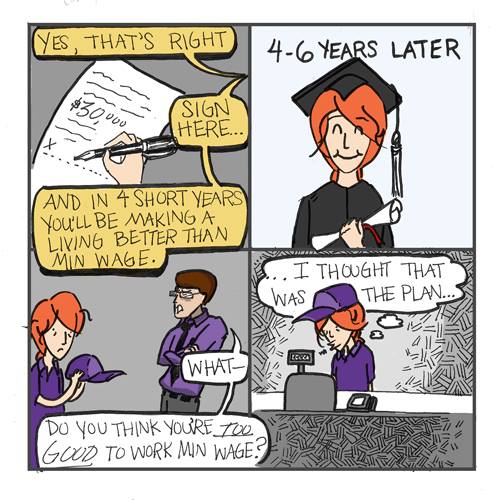 YES, THAT'S RIGHT
$30,000
X
SIGN
HERE...
AND IN 4 SHORT YEARS
YOU'LL BE MAKING A
LIVING BETTER THAN
MIN WAGE.
4-6 YEARS LATER
WHAT—
DO YOU THINK YOU'RE TOO
GOOD TO WORK MIN WAGE?
...I THOUGHT THAT
WAS THE PLAN...